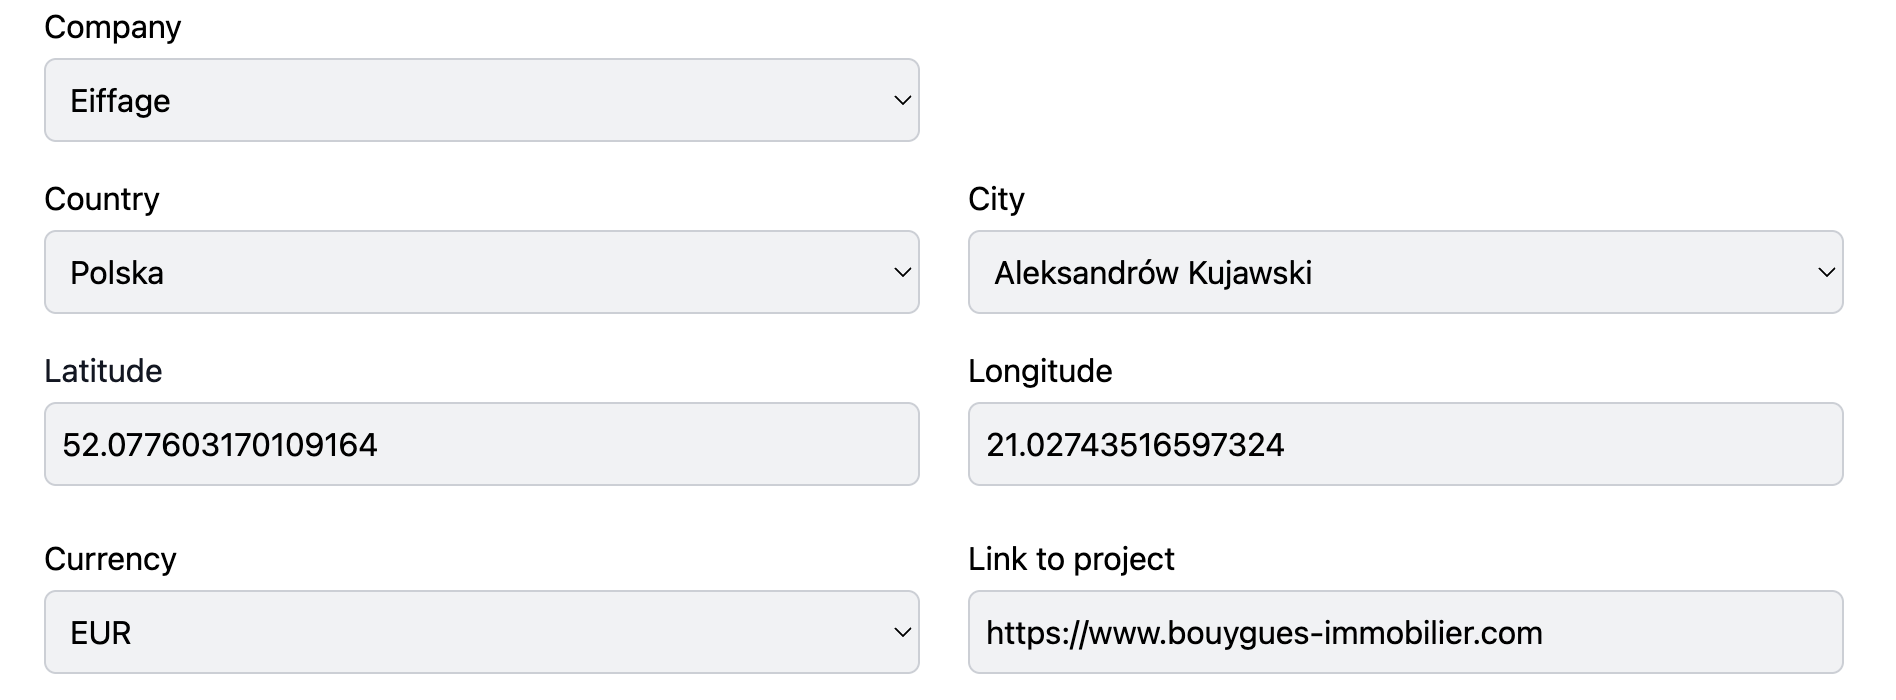 Company
Eiffage
Country
City
Polska
Aleksandrów Kujawski
Latitude
Longitude
52.077603170109164
21.02743516597324
Currency
Link to project
EUR
https://www.bouygues-immobilier.com